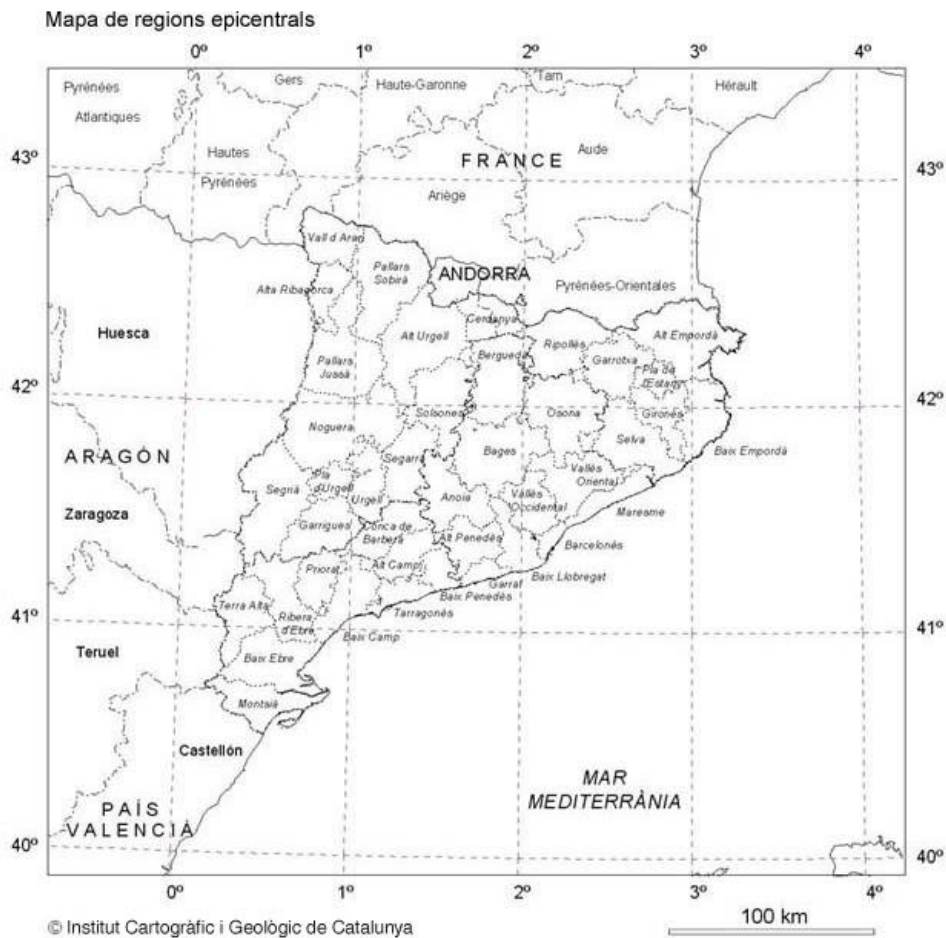 Mapa de regions epicentrals
0º 1º 2º 3º 4º
Pyrénées
Atlantiques
Gers
Haute-Garonne
Tarn
Hérault
43º
43º
Hautes
Pyrénées
FRANCE
Aude
Ariège
Vall d Aran
Pallars
Sobirà
ANDORRA
Pyrénées-Orientales
Alta Ribagorça
Cerdanya
Huesca
Alt Urgell
Ripollès
Alt Empordà
Berguedà
Garrotxa
Pallars
Jussà
Pla de
l'Estany
42º
42º
Solsonès
Osona
Gironès
Noguera
ARAGÓN
Segarra
Bages
Selva
Baix Empordà
Segrià
Pla
d'Urgell
Urgell
Anoia
Vallès
Oriental
Vallès
Occidental
Maresme
Zaragoza
Garrigues
Conca de
Barberà
Alt Penedès
Barcelonès
Priorat
Alt Camp
Baix Llobregat
Garraf
Baix Penedès
41º
41º
Terra Alta
Ribera
d'Ebre
Tarragonès
Baix Camp
Teruel
Baix Ebre
Montsià
Castellón
MAR
MEDITERRÀNIA
PAÍS
VALENCIÀ
40º
40º
0º 1º 2º 3º 4º
© Institut Cartogràfic i Geològic de Catalunya
100 km